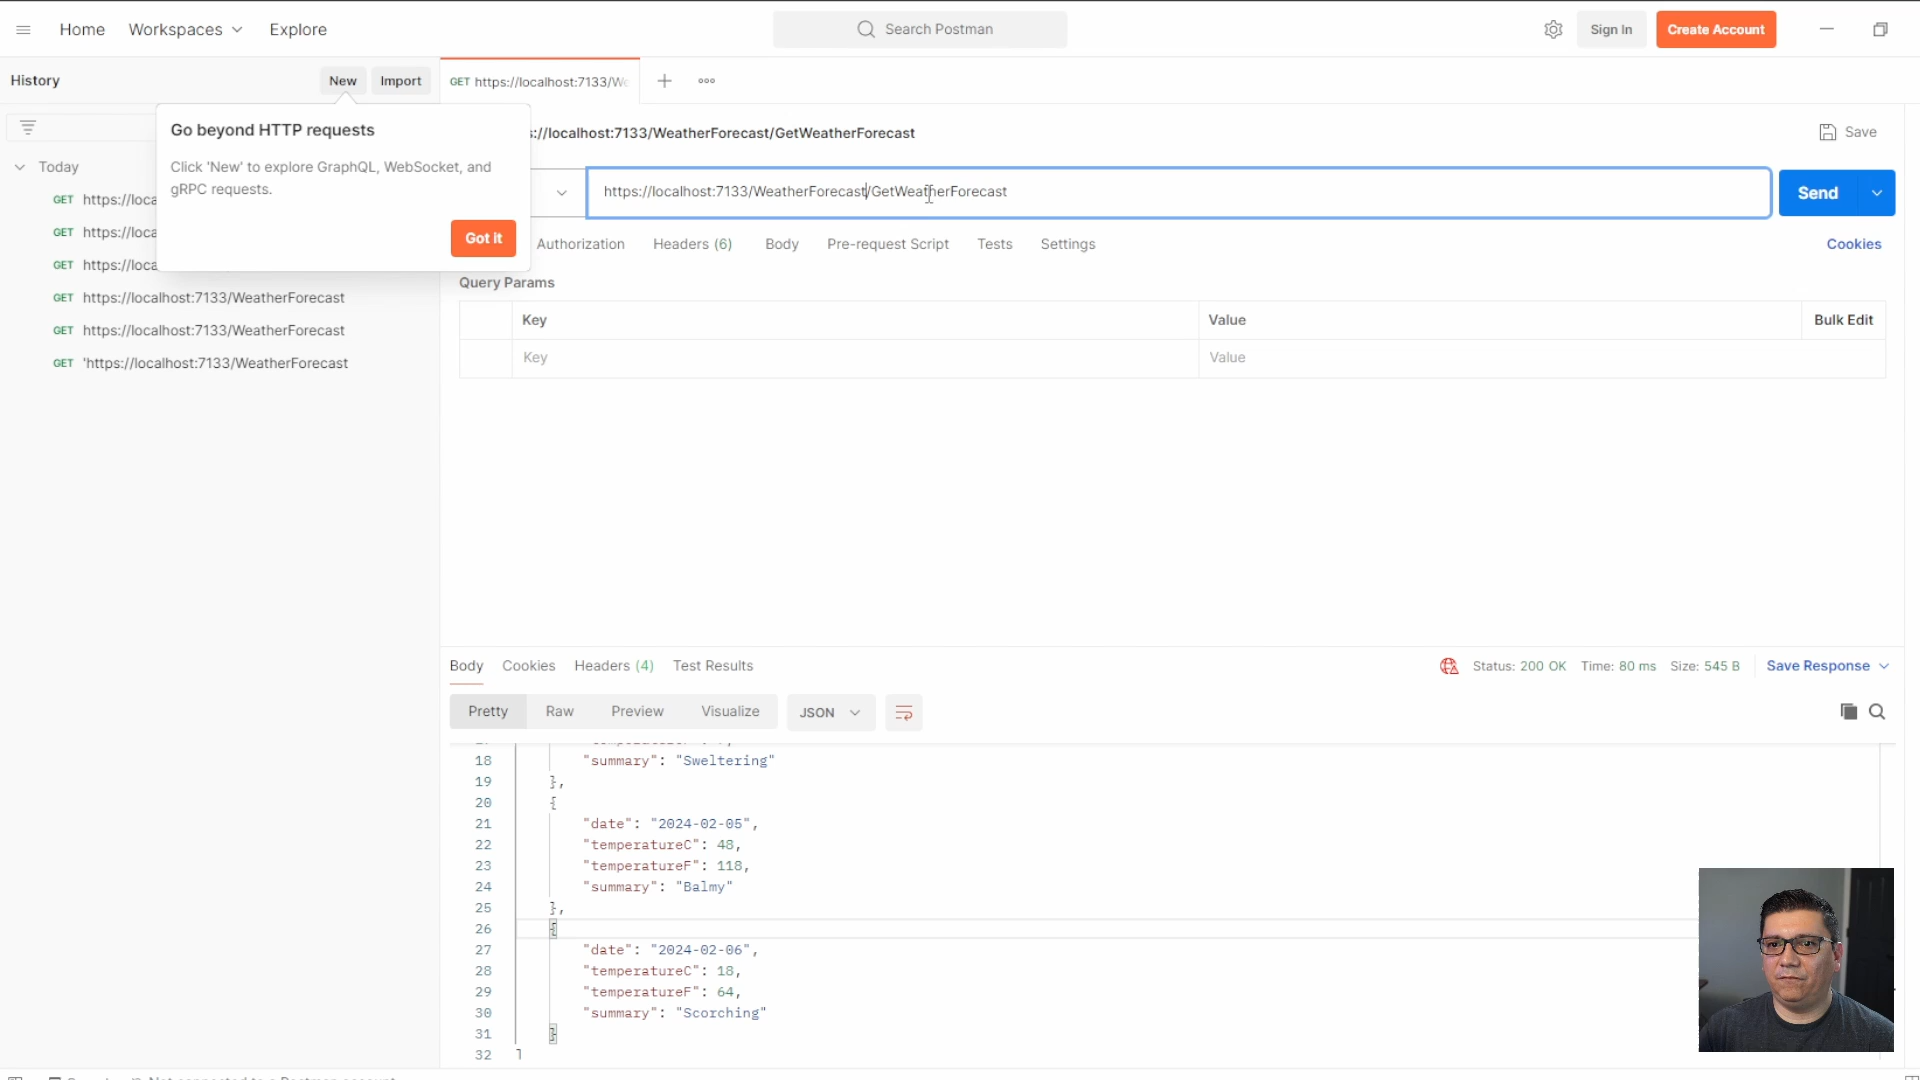 Home Workspaces Explore Search Postman Sign In Create Account
History New Import GET https://localhost:7133/We
Go beyond HTTP requests
Click 'New' to explore GraphQL, WebSocket, and
gRPC requests.
Got it
Today
GET https://loca
GET https://loca
GET https://loca
GET https://localhost:7133/WeatherForecast
GET https://localhost:7133/WeatherForecast
GET 'https://localhost:7133/WeatherForecast
s://localhost:7133/WeatherForecast/GetWeatherForecast Save
https://localhost:7133/WeatherForecast/GetWeatherForecast Send
Authorization Headers (6) Body Pre-request Script Tests Settings Cookies
Query Params
Key Value Bulk Edit
Key Value
Body Cookies Headers (4) Test Results Status: 200 OK Time: 80 ms Size: 545 B Save Response
Pretty Raw Preview Visualize JSON
18 "summary": "Sweltering"
19 },
20 {
21 "date": "2024-02-05",
22 "temperatureC": 48,
23 "temperatureF": 118,
24 "summary": "Balmy"
25 },
26 {
27 "date": "2024-02-06",
28 "temperatureC": 18,
29 "temperatureF": 64,
30 "summary": "Scorching"
31 }
32 ]